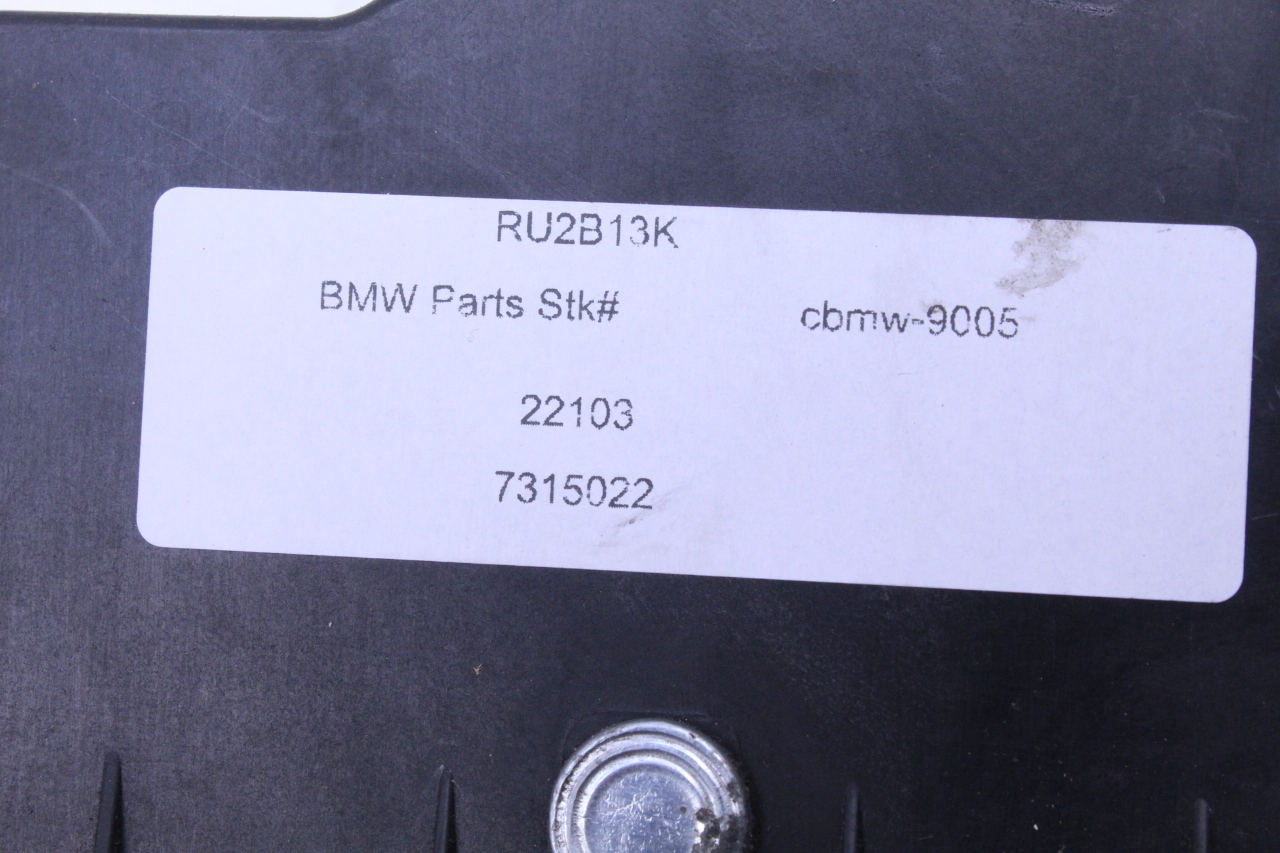 RU2B13K
BMW Parts Stk# cbmw-9005
22103
7315022